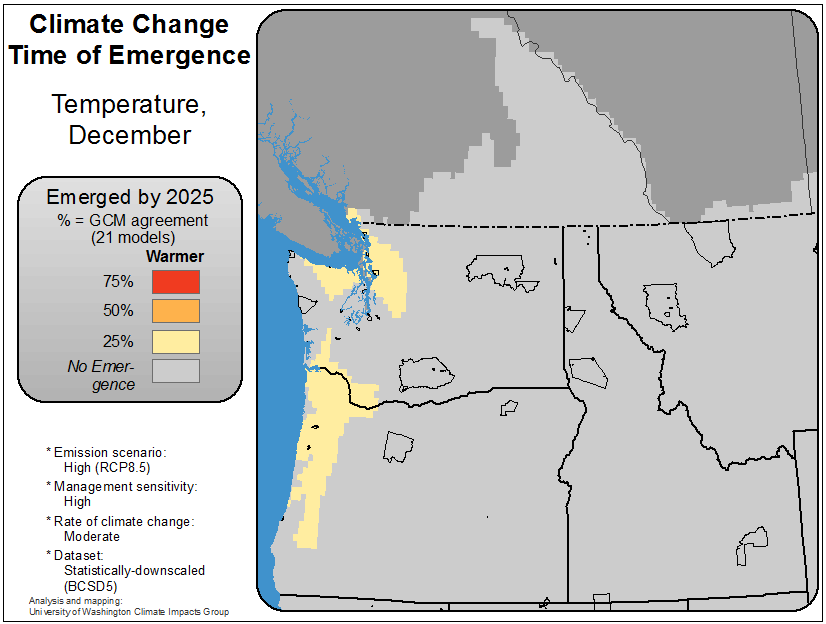 Climate Change
Time of Emergence
Temperature,
December
Emerged by 2025
% = GCM agreement
(21 models)
Warmer
75%
50%
25%
No Emer-
gence
* Emission scenario:
High (RCP8.5)
* Management sensitivity:
High
* Rate of climate change:
Moderate
* Dataset:
Statistically-downscaled
(BCSD5)
Analysis and mapping:
University of Washington Climate Impacts Group